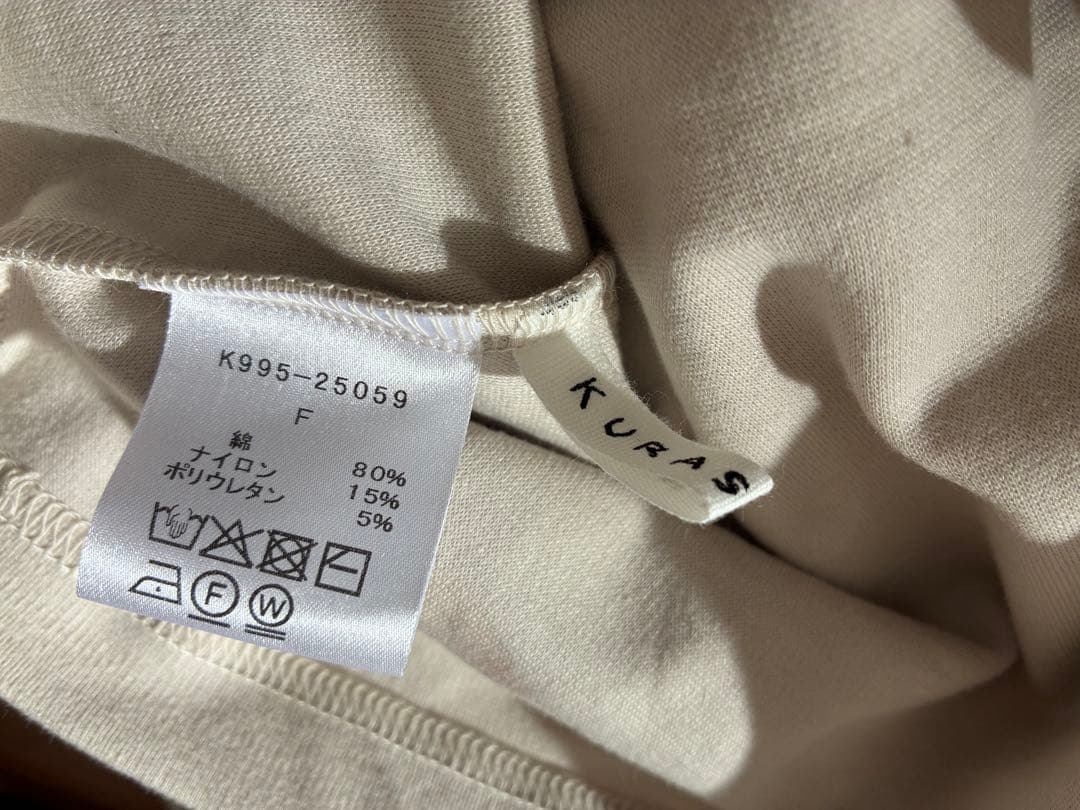 K995-25059
F
綿 80%
ナイロン 15%
ポリウレタン 5%
F W
KURAS